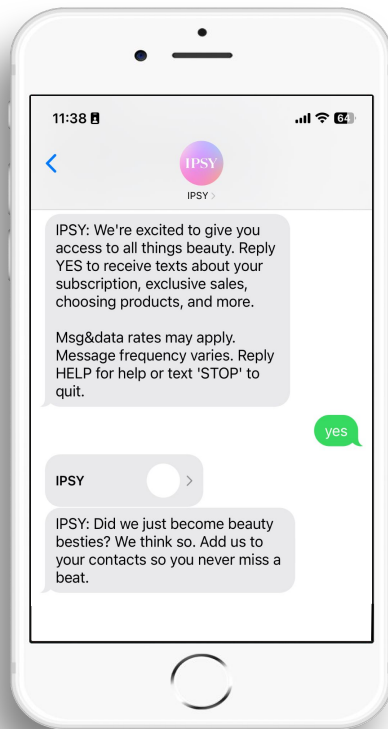 11:38
64
IPSY
IPSY
IPSY: We're excited to give you
access to all things beauty. Reply
YES to receive texts about your
subscription, exclusive sales,
choosing products, and more.
Msg&data rates may apply.
Message frequency varies. Reply
HELP for help or text 'STOP' to
quit.
yes
IPSY
IPSY: Did we just become beauty
besties? We think so. Add us to
your contacts so you never miss a
beat.